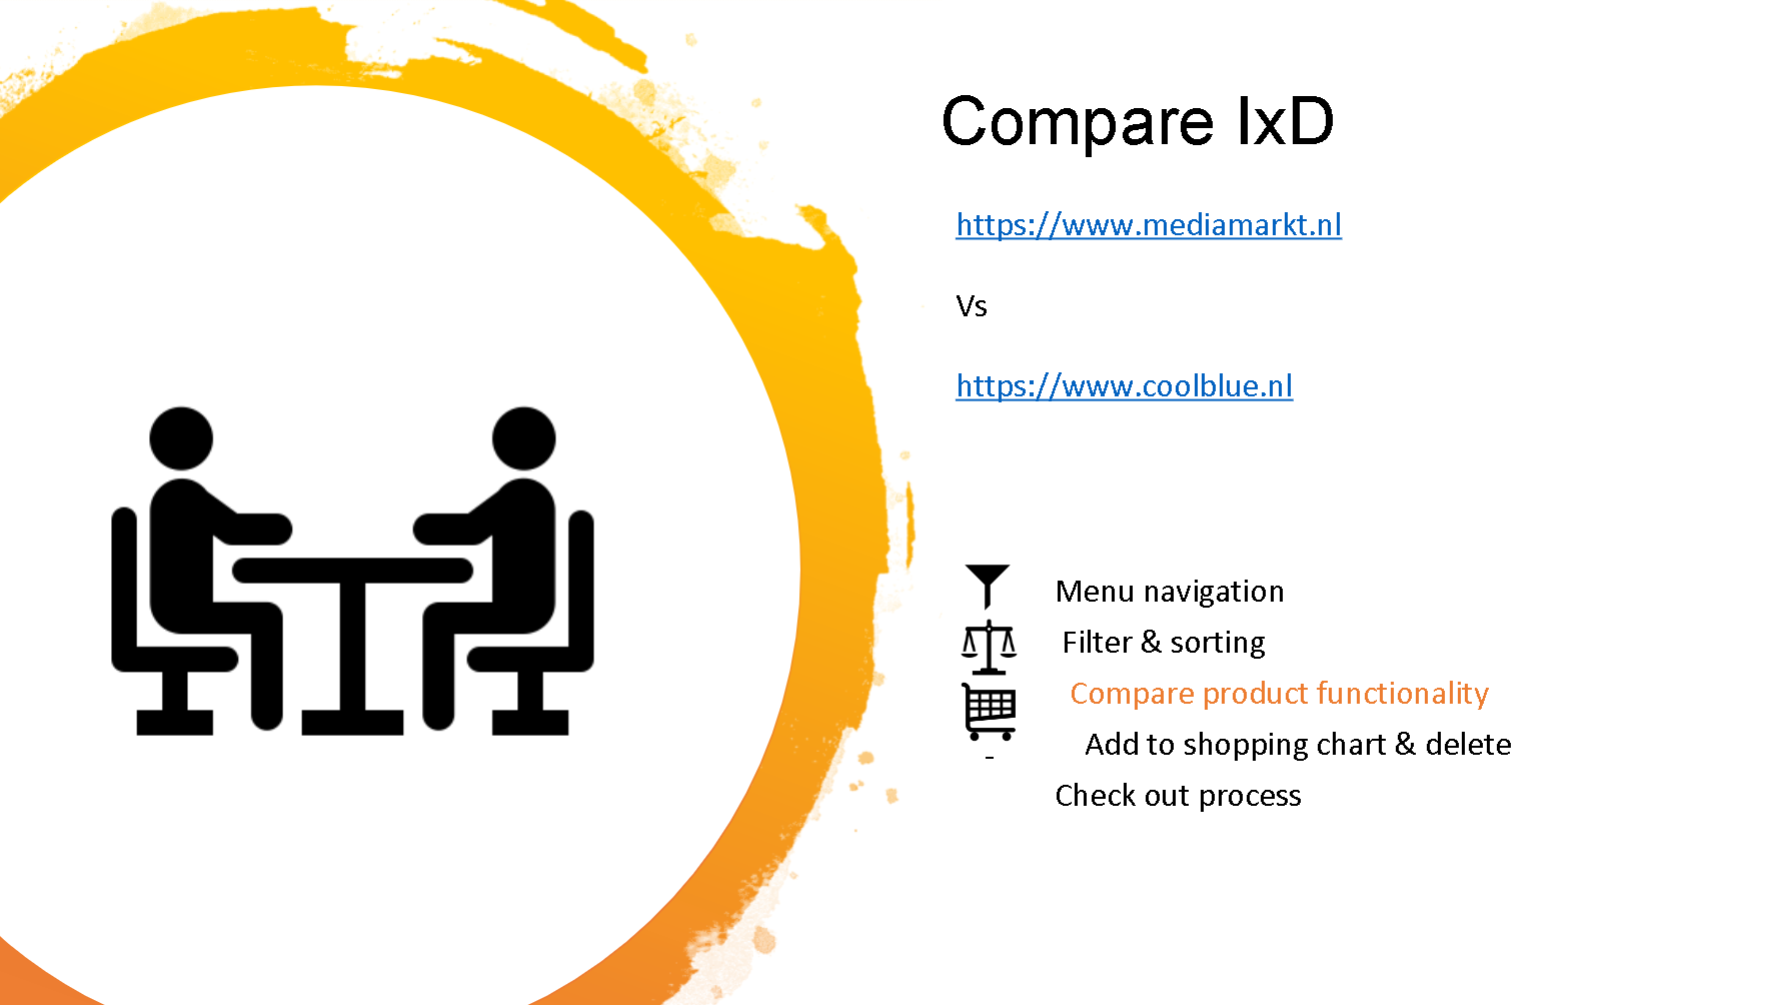 Compare IxD
https://www.mediamarkt.nl
Vs
https://www.coolblue.nl
Menu navigation
Filter & sorting
Compare product functionality
Add to shopping chart & delete
-
Check out process